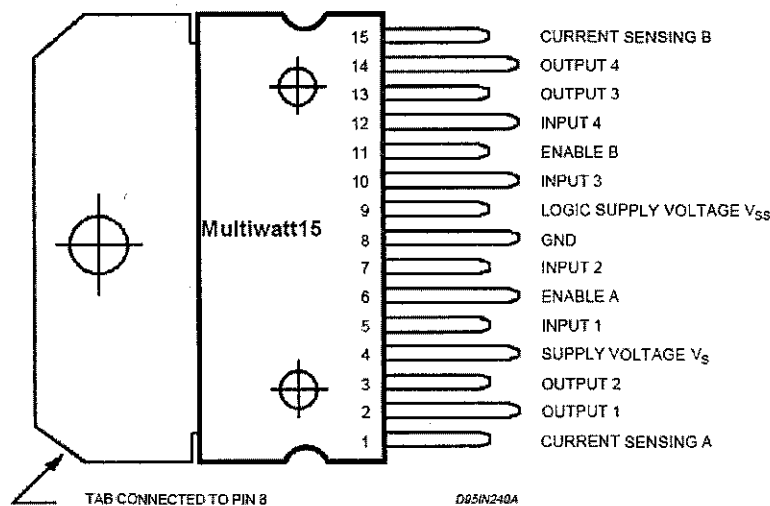 15 CURRENT SENSING B
14 OUTPUT 4
13 OUTPUT 3
12 INPUT 4
11 ENABLE B
10 INPUT 3
9 LOGIC SUPPLY VOLTAGE VSS
Multiwatt15
8 GND
7 INPUT 2
6 ENABLE A
5 INPUT 1
4 SUPPLY VOLTAGE VS
3 OUTPUT 2
2 OUTPUT 1
1 CURRENT SENSING A
TAB CONNECTED TO PIN 8
D95IN240A